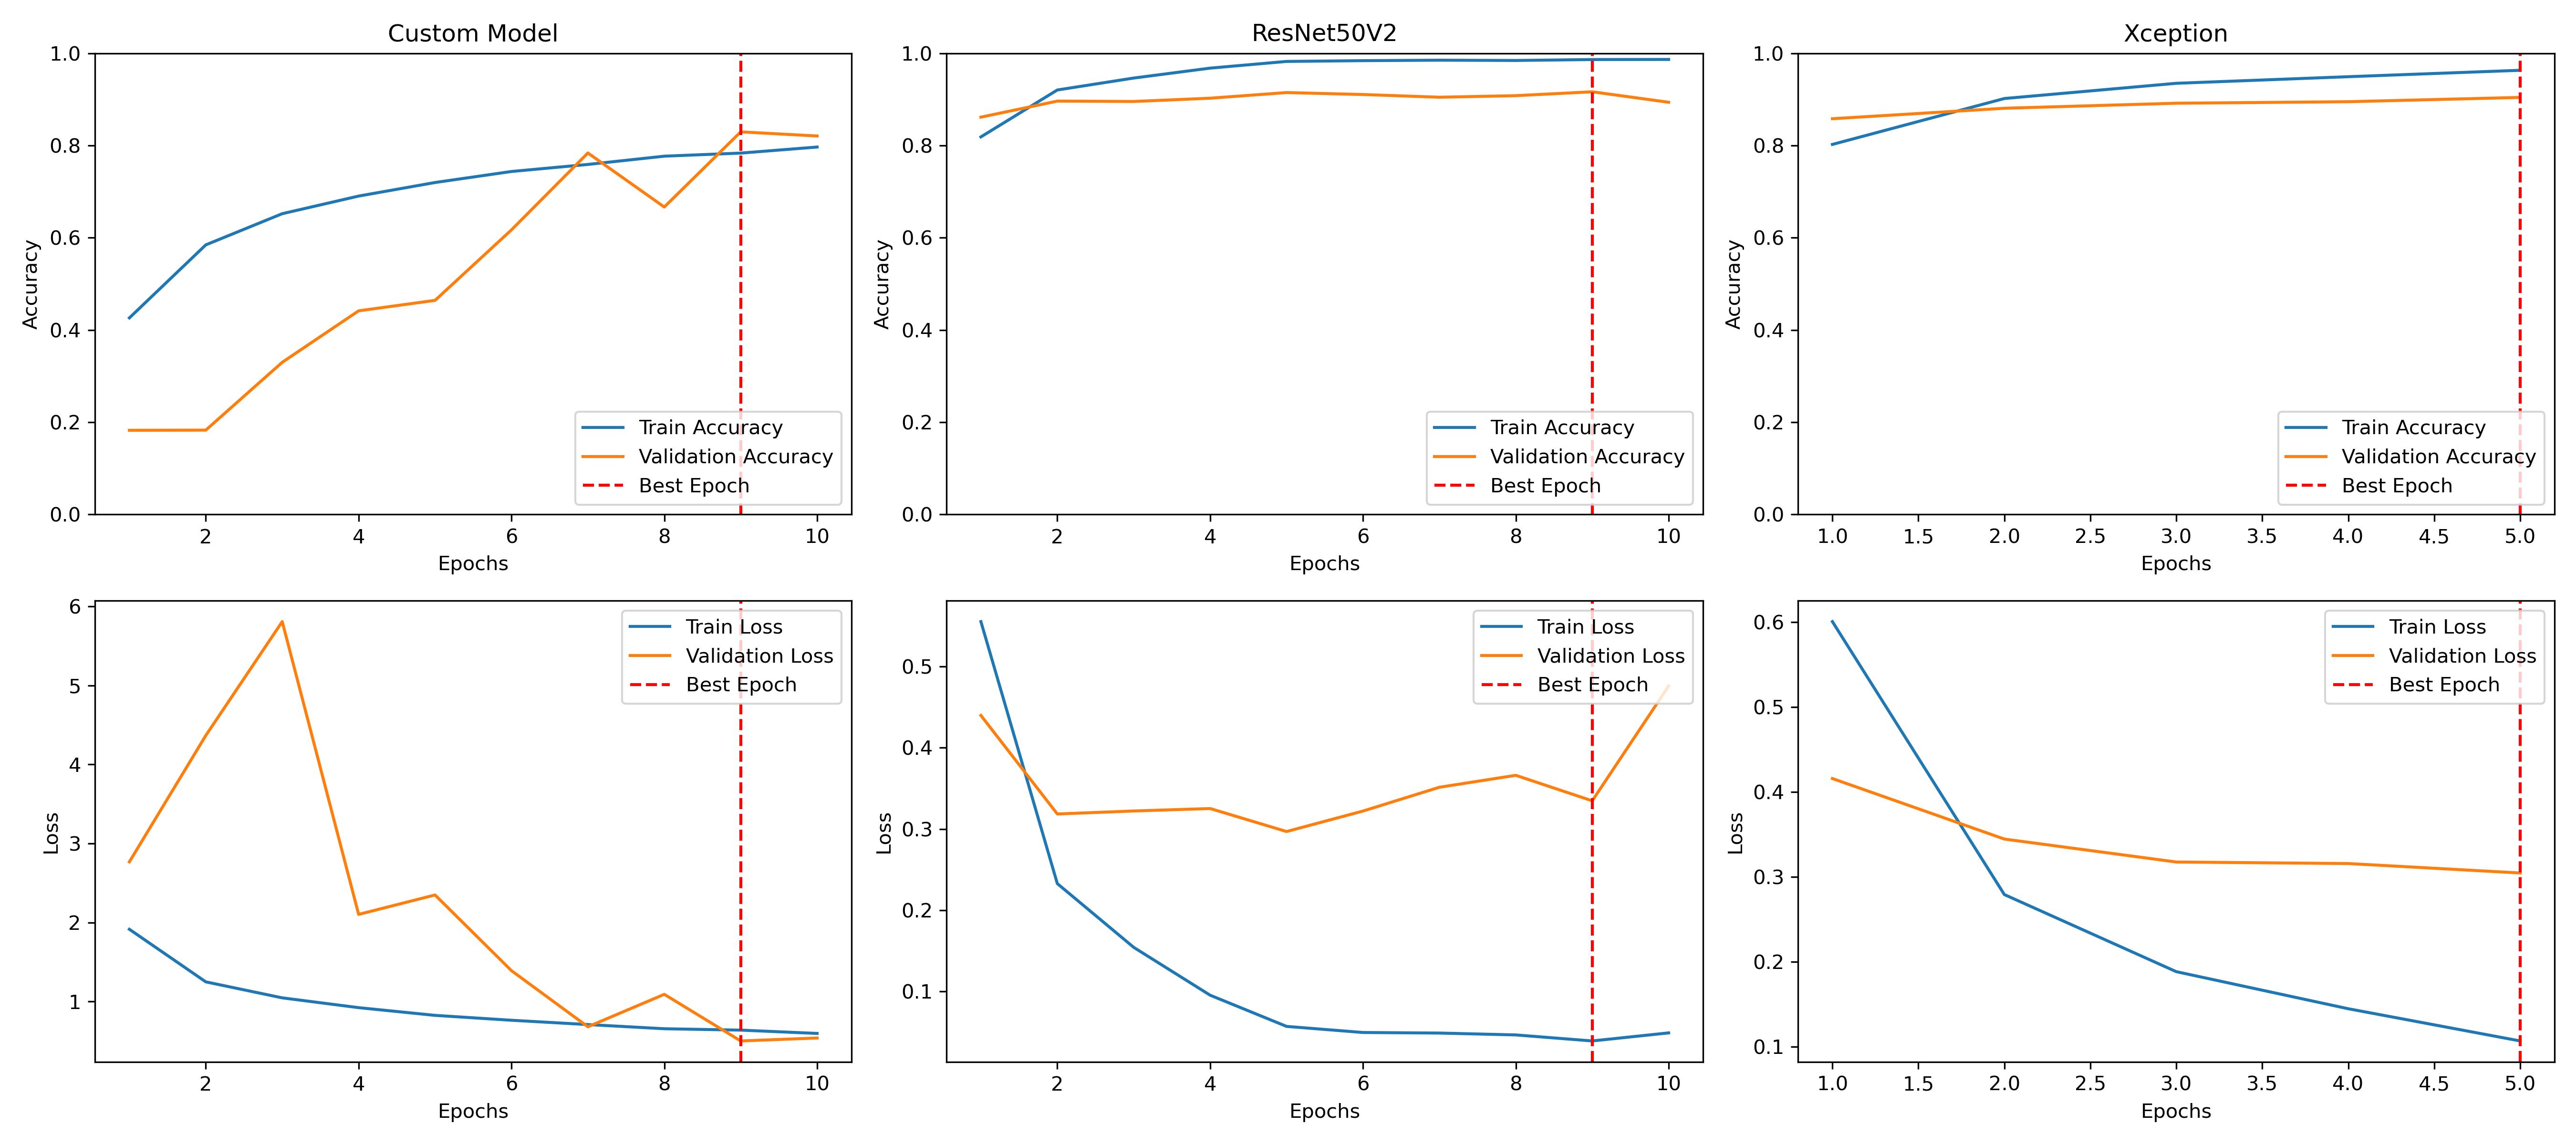 Custom Model
1.0
0.8
0.6
0.4
0.2
0.0
Accuracy
2 4 6 8 10
Epochs
Train Accuracy
Validation Accuracy
Best Epoch
ResNet50V2
1.0
0.8
0.6
0.4
0.2
0.0
Accuracy
2 4 6 8 10
Epochs
Train Accuracy
Validation Accuracy
Best Epoch
Xception
1.0
0.8
0.6
0.4
0.2
0.0
Accuracy
1.0 1.5 2.0 2.5 3.0 3.5 4.0 4.5 5.0
Epochs
Train Accuracy
Validation Accuracy
Best Epoch
6
5
4
3
2
1
Loss
2 4 6 8 10
Epochs
Train Loss
Validation Loss
Best Epoch
0.5
0.4
0.3
0.2
0.1
Loss
2 4 6 8 10
Epochs
Train Loss
Validation Loss
Best Epoch
0.6
0.5
0.4
0.3
0.2
0.1
Loss
1.0 1.5 2.0 2.5 3.0 3.5 4.0 4.5 5.0
Epochs
Train Loss
Validation Loss
Best Epoch